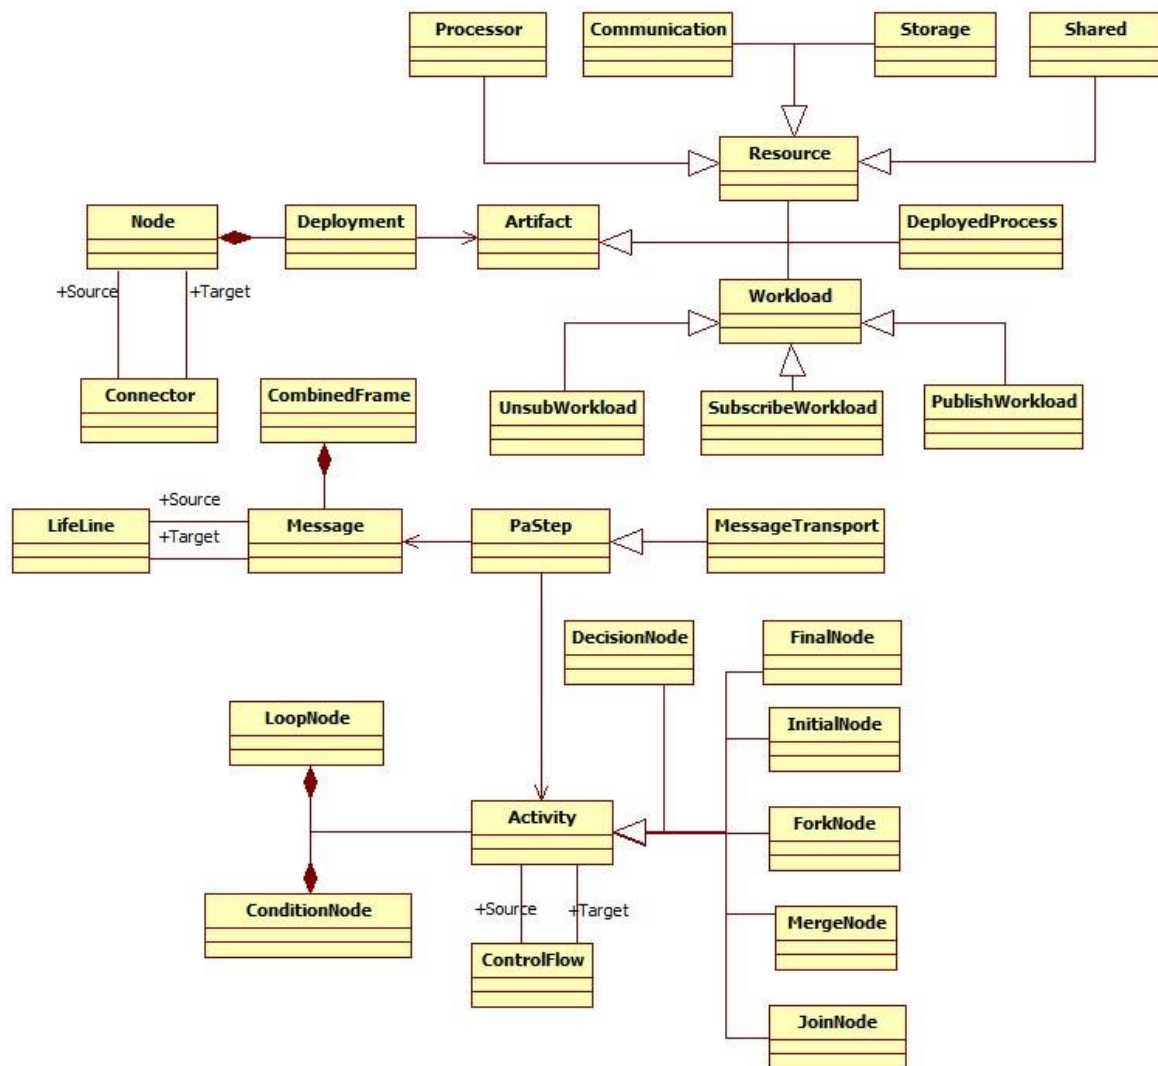 Processor
Communication
Storage
Shared
Resource
Node
Deployment
Artifact
DeployedProcess
+Source
+Target
Workload
Connector
CombinedFrame
UnsubWorkload
SubscribeWorkload
PublishWorkload
+Source
LifeLine
+Target
Message
PaStep
MessageTransport
DecisionNode
FinalNode
LoopNode
InitialNode
Activity
ForkNode
ConditionNode
+Source
+Target
MergeNode
ControlFlow
JoinNode